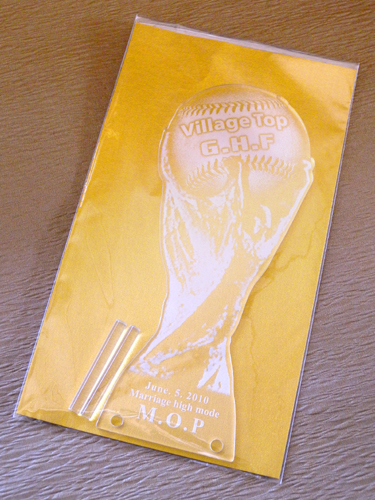 Village Top
G.H.F
June. 5, 2010
Marriage high mode
M.O.P